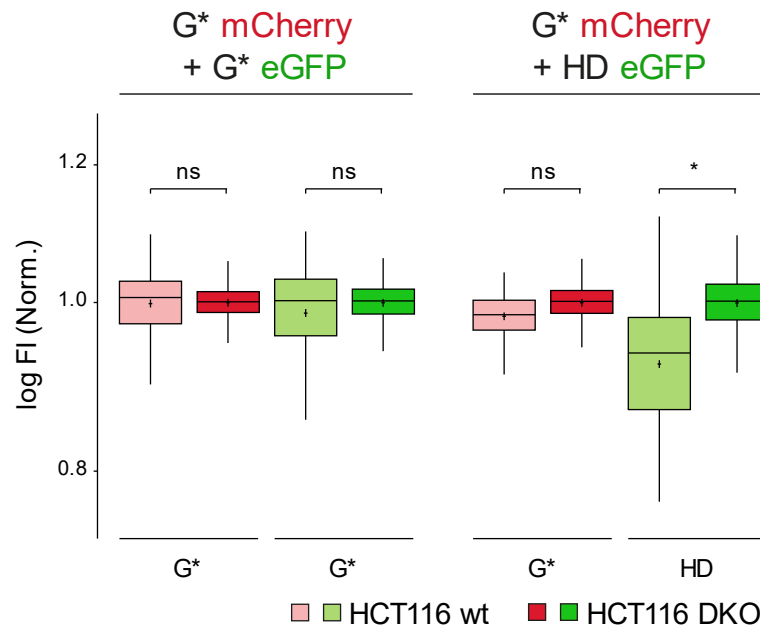 G* mCherry
+ G* eGFP
G* mCherry
+ HD eGFP
log FI (Norm.)
1.2
1.0
0.8
ns
ns
ns
*
G*
G*
G*
HD
HCT116 wt
HCT116 DKO